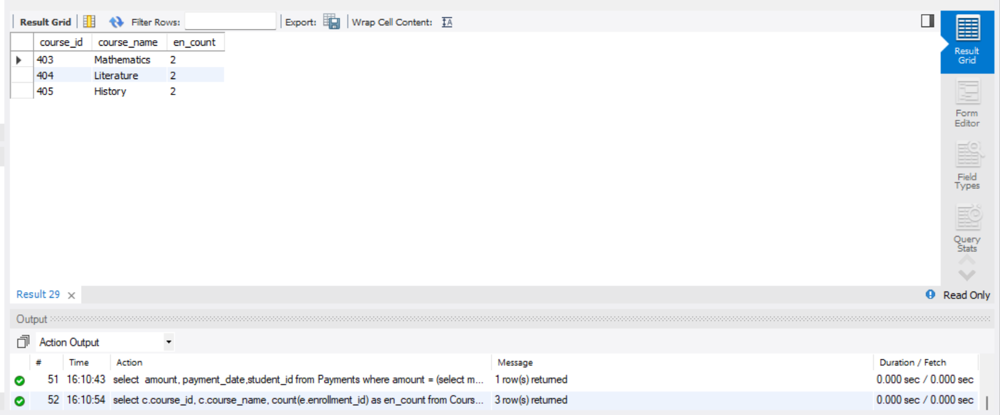 Result Grid Filter Rows: Export: Wrap Cell Content: IA
course_id course_name en_count
403 Mathematics 2
404 Literature 2
405 History 2
Result Grid
Form Editor
Field Types
Query Stats
Result 29 × Read Only
Output
Action Output
# Time Action Message Duration / Fetch
51 16:10:43 select amount, payment_date,student_id from Payments where amount = (select m... 1 row(s) returned 0.000 sec / 0.000 sec
52 16:10:54 select c.course_id, c.course_name, count(e.enrollment_id) as en_count from Cours... 3 row(s) returned 0.000 sec / 0.000 sec